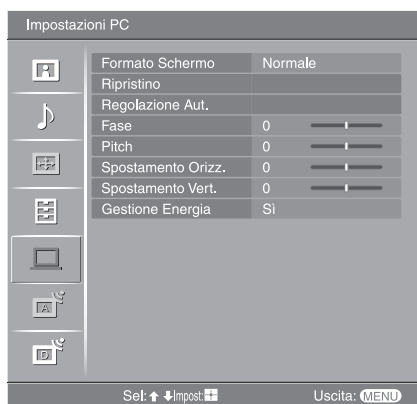 Impostazioni PC
Formato Schermo Normale
Ripristino
Regolazione Aut.
Fase 0
Pitch 0
Spostamento Orizz. 0
Spostamento Vert. 0
Gestione Energia Sì
A
D
Sel: Impost: Uscita: MENU